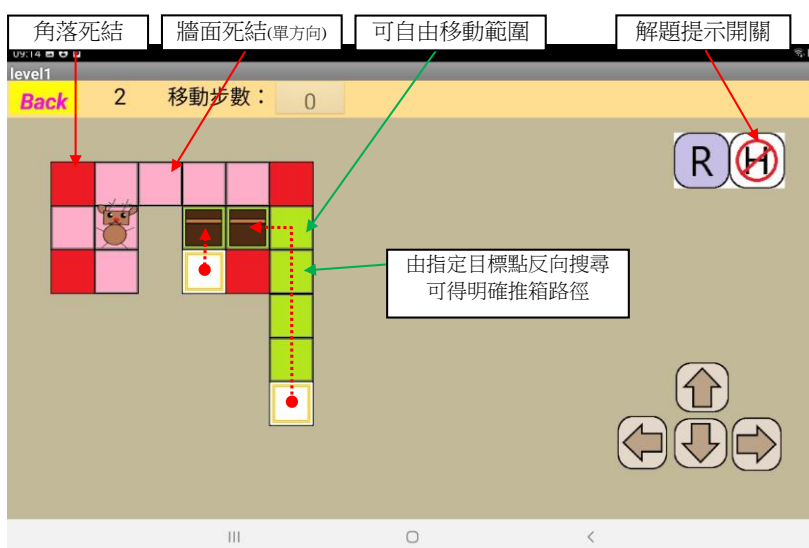 角落死結
牆面死結(單方向)
可自由移動範圍
解題提示開關
09:14
level1
Back
2
移動步數：
0
R
H
由指定目標點反向搜尋
可得明確推箱路徑